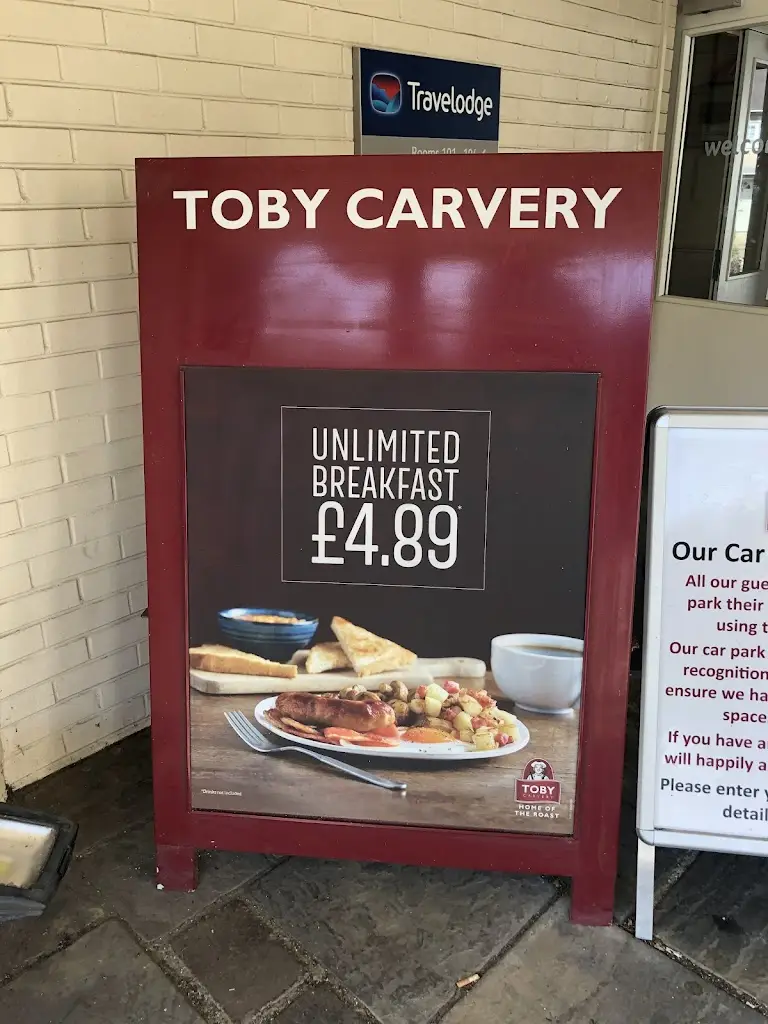 Travelodge
Rooms 101
TOBY CARVERY
UNLIMITED
BREAKFAST
£4.89*
*Drinks not included
TOBY
CARVERY
HOME OF
THE ROAST
Our Car
All our gue
park their
using t
Our car park
recognition
ensure we ha
space
If you have a
will happily a
Please enter y
detail